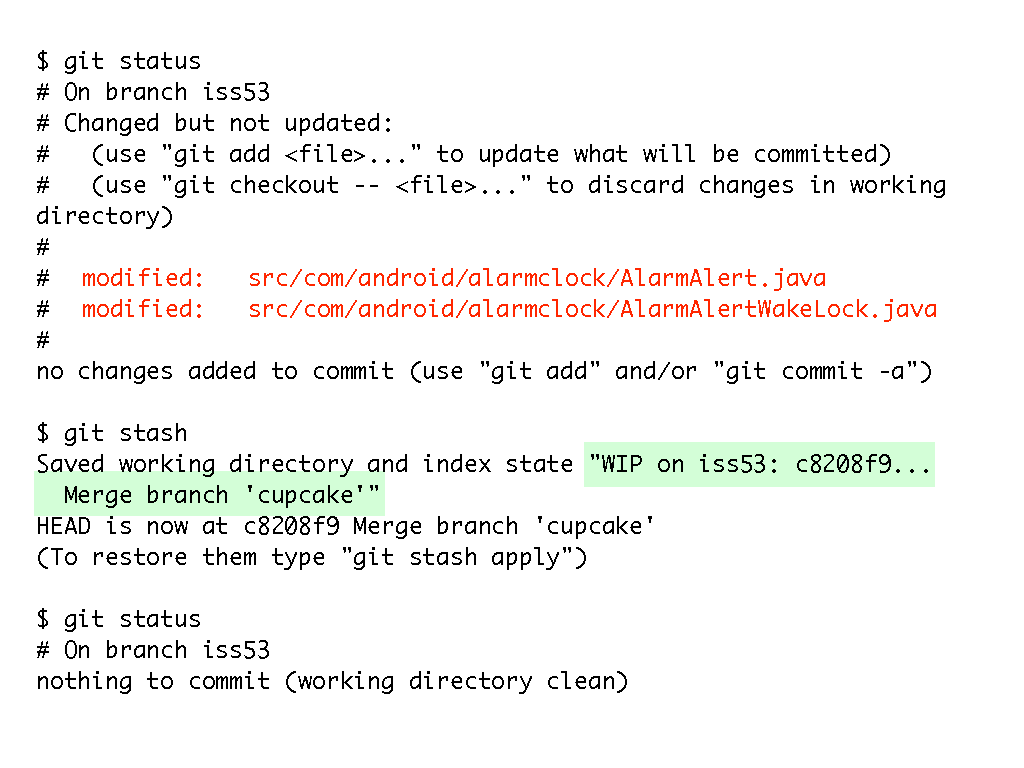 $ git status
# On branch iss53
# Changed but not updated:
#   (use "git add <file>..." to update what will be committed)
#   (use "git checkout -- <file>..." to discard changes in working
directory)
#
#  modified:   src/com/android/alarmclock/AlarmAlert.java
#  modified:   src/com/android/alarmclock/AlarmAlertWakeLock.java
#
no changes added to commit (use "git add" and/or "git commit -a")

$ git stash
Saved working directory and index state "WIP on iss53: c8208f9...
  Merge branch 'cupcake'"
HEAD is now at c8208f9 Merge branch 'cupcake'
(To restore them type "git stash apply")

$ git status
# On branch iss53
nothing to commit (working directory clean)